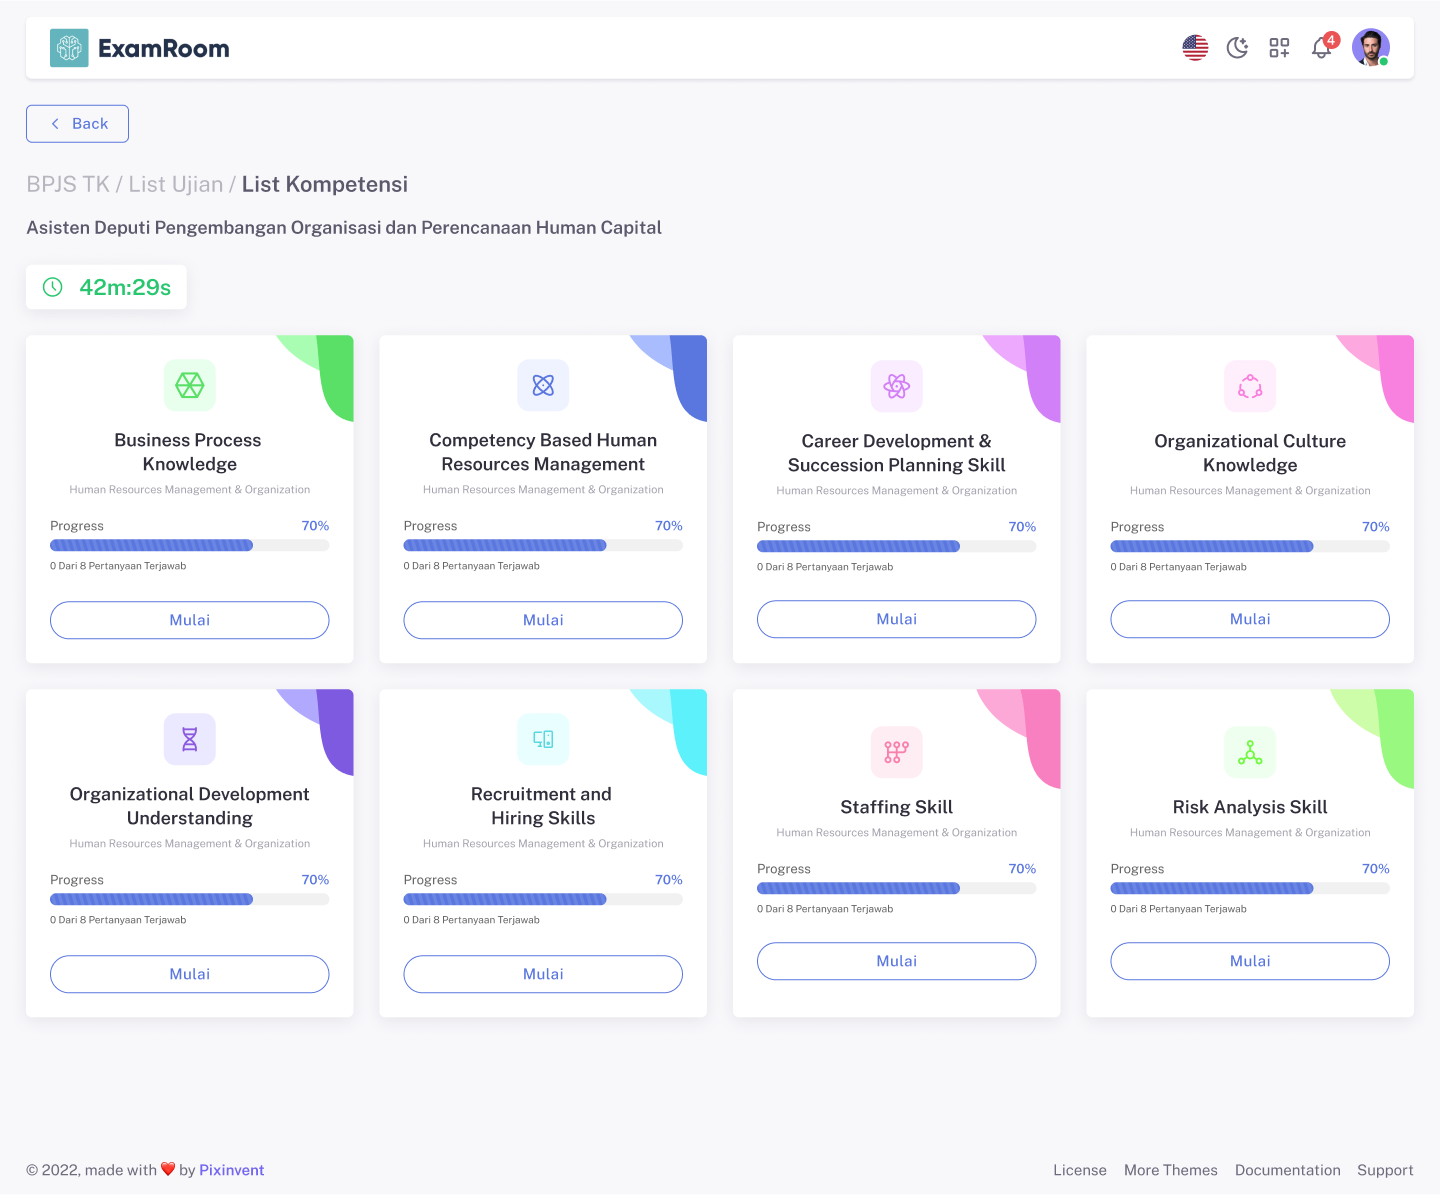 ExamRoom
4
Back
BPJS TK / List Ujian / List Kompetensi
Asisten Deputi Pengembangan Organisasi dan Perencanaan Human Capital
42m:29s
Business Process
Knowledge
Human Resources Management & Organization
Progress 70%
0 Dari 8 Pertanyaan Terjawab
Mulai
Competency Based Human
Resources Management
Human Resources Management & Organization
Progress 70%
0 Dari 8 Pertanyaan Terjawab
Mulai
Career Development &
Succession Planning Skill
Human Resources Management & Organization
Progress 70%
0 Dari 8 Pertanyaan Terjawab
Mulai
Organizational Culture
Knowledge
Human Resources Management & Organization
Progress 70%
0 Dari 8 Pertanyaan Terjawab
Mulai
Organizational Development
Understanding
Human Resources Management & Organization
Progress 70%
0 Dari 8 Pertanyaan Terjawab
Mulai
Recruitment and
Hiring Skills
Human Resources Management & Organization
Progress 70%
0 Dari 8 Pertanyaan Terjawab
Mulai
Staffing Skill
Human Resources Management & Organization
Progress 70%
0 Dari 8 Pertanyaan Terjawab
Mulai
Risk Analysis Skill
Human Resources Management & Organization
Progress 70%
0 Dari 8 Pertanyaan Terjawab
Mulai
© 2022, made with ❤️ by Pixinvent
License More Themes Documentation Support